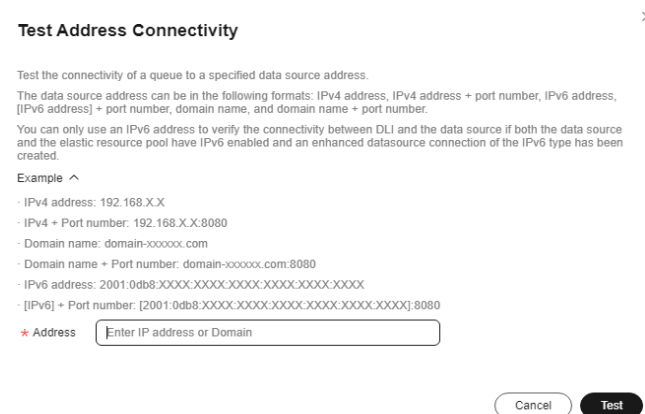 Test Address Connectivity
Test the connectivity of a queue to a specified data source address.
The data source address can be in the following formats: IPv4 address, IPv4 address + port number, IPv6 address,
[IPv6 address] + port number, domain name, and domain name + port number.
You can only use an IPv6 address to verify the connectivity between DLI and the data source if both the data source
and the elastic resource pool have IPv6 enabled and an enhanced datasource connection of the IPv6 type has been
created.
Example
· IPv4 address: 192.168.X.X
· IPv4 + Port number: 192.168.X.X:8080
· Domain name: domain-xxxxxx.com
· Domain name + Port number: domain-xxxxxx.com:8080
· IPv6 address: 2001:0db8:XXXX:XXXX:XXXX:XXXX:XXXX:XXXX
· [IPv6] + Port number: [2001:0db8:XXXX:XXXX:XXXX:XXXX:XXXX:XXXX]:8080
* Address Enter IP address or Domain
Cancel Test